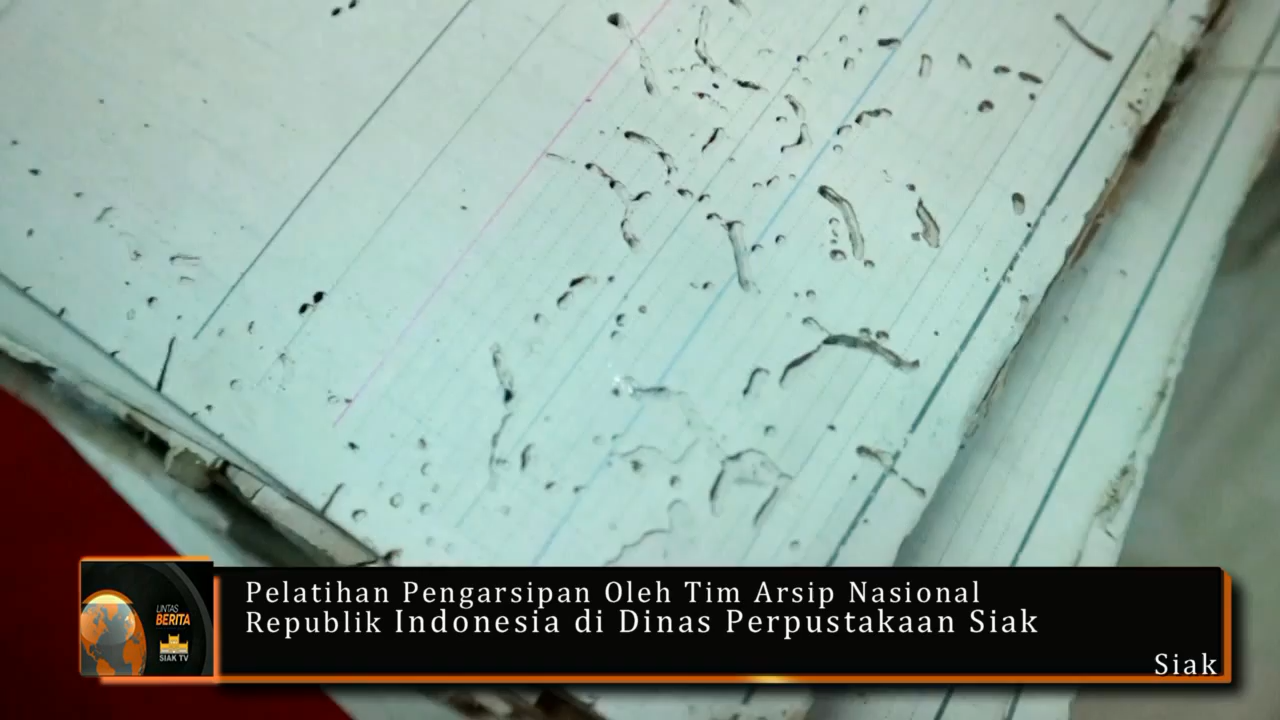 Pelatihan Pengarsipan Oleh Tim Arsip Nasional
Republik Indonesia di Dinas Perpustakaan Siak
Siak
LINTAS
BERITA
SIAK TV